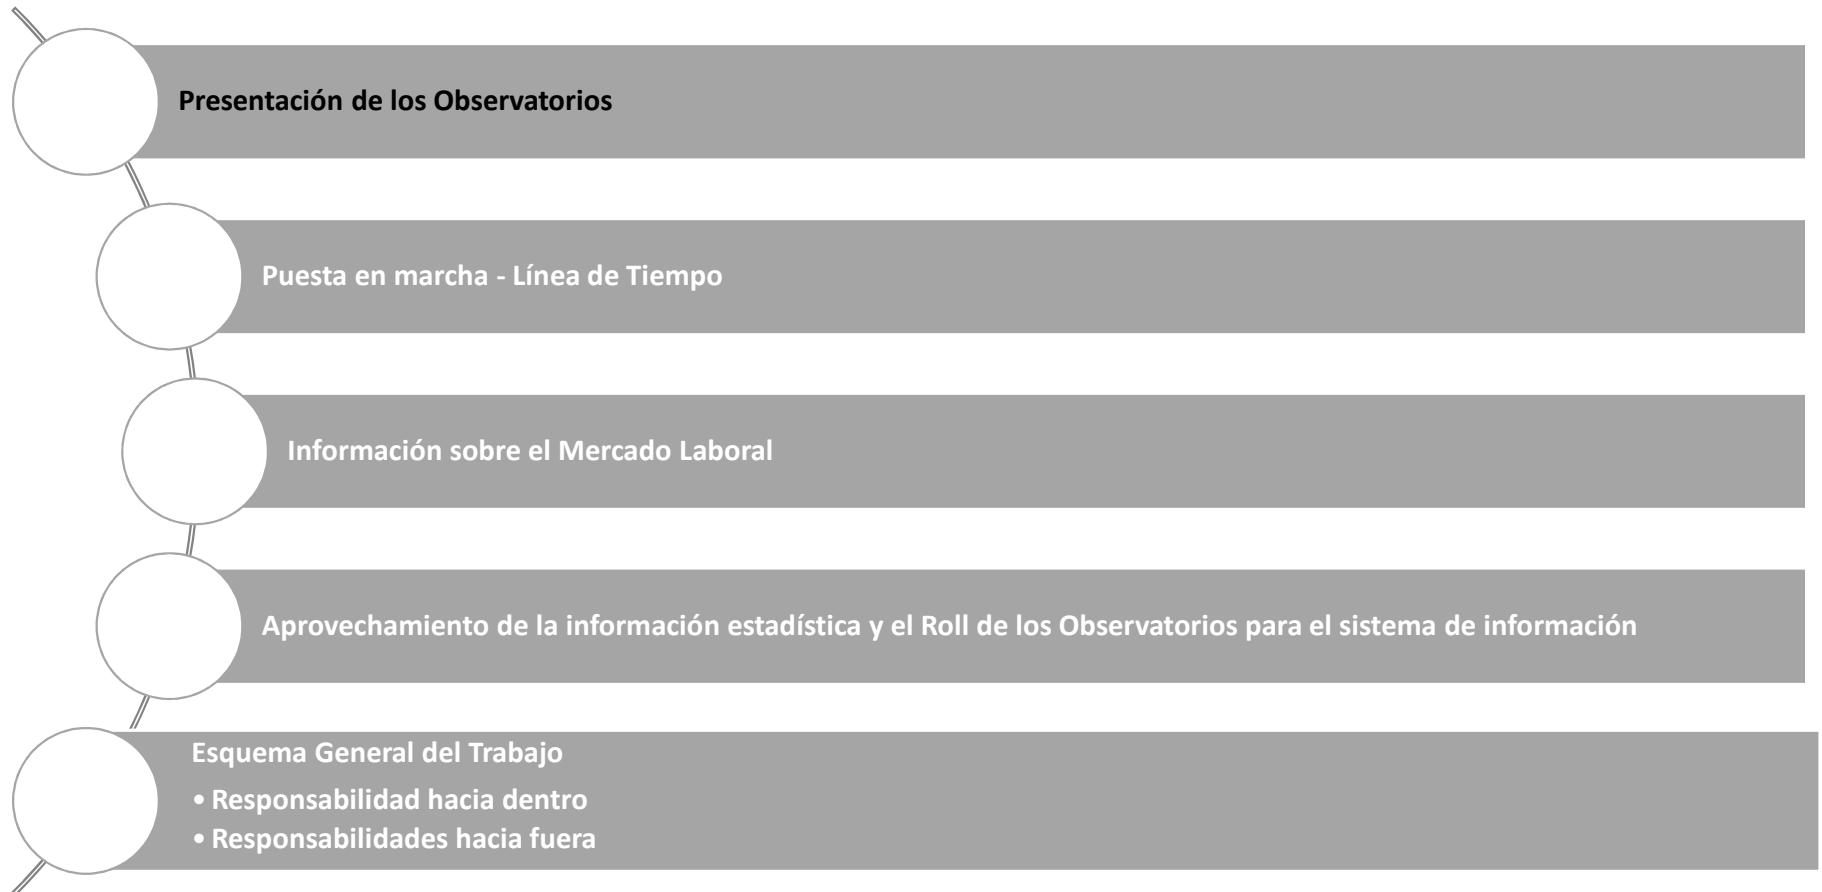 Presentación de los Observatorios
Puesta en marcha - Línea de Tiempo
Información sobre el Mercado Laboral
Aprovechamiento de la información estadística y el Roll de los Observatorios para el sistema de información
Esquema General del Trabajo
• Responsabilidad hacia dentro
• Responsabilidades hacia fuera